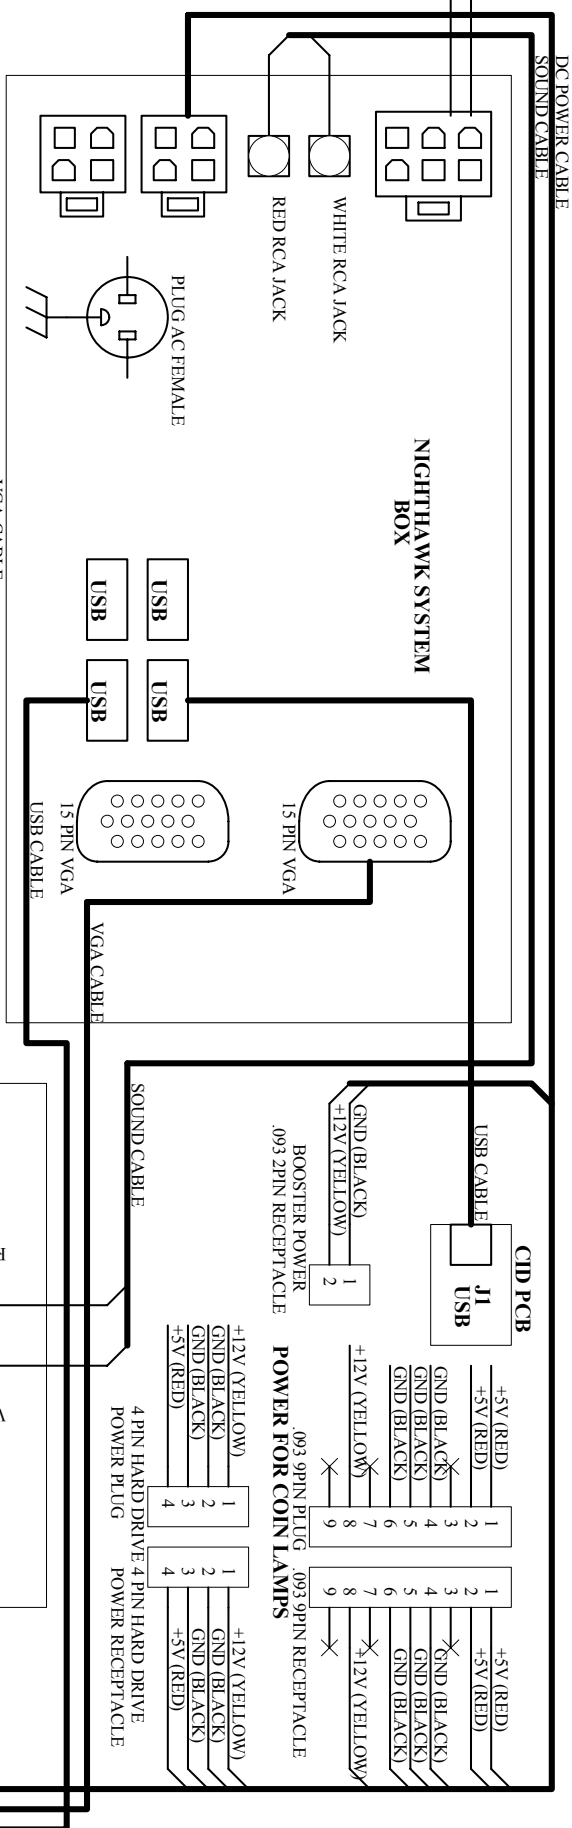 DC POWER CABLE
SOUND CABLE
WHITE RCA JACK
RED RCA JACK
PLUG AC FEMALE
NIGHTHAWK SYSTEM
BOX
USB
USB
USB
USB
15 PIN VGA
15 PIN VGA
USB CABLE
VGA CABLE
SOUND CABLE
USB CABLE
CID PCB
J1
USB
GND (BLACK)
+12V (YELLOW)
1
2
BOOSTER POWER
.093 2PIN RECEPTACLE
+5V (RED)
+5V (RED)
GND (BLACK)
GND (BLACK)
GND (BLACK)
+12V (YELLOW)
1
2
3
4
5
6
7
8
9
.093 9PIN PLUG
POWER FOR COIN LAMPS
1
2
3
4
5
6
7
8
9
+5V (RED)
+5V (RED)
GND (BLACK)
GND (BLACK)
GND (BLACK)
+12V (YELLOW)
.093 9PIN RECEPTACLE
+12V (YELLOW)
GND (BLACK)
GND (BLACK)
+5V (RED)
1
2
3
4
4 PIN HARD DRIVE
POWER PLUG
1
2
3
4
+12V (YELLOW)
GND (BLACK)
GND (BLACK)
+5V (RED)
4 PIN HARD DRIVE
POWER RECEPTACLE